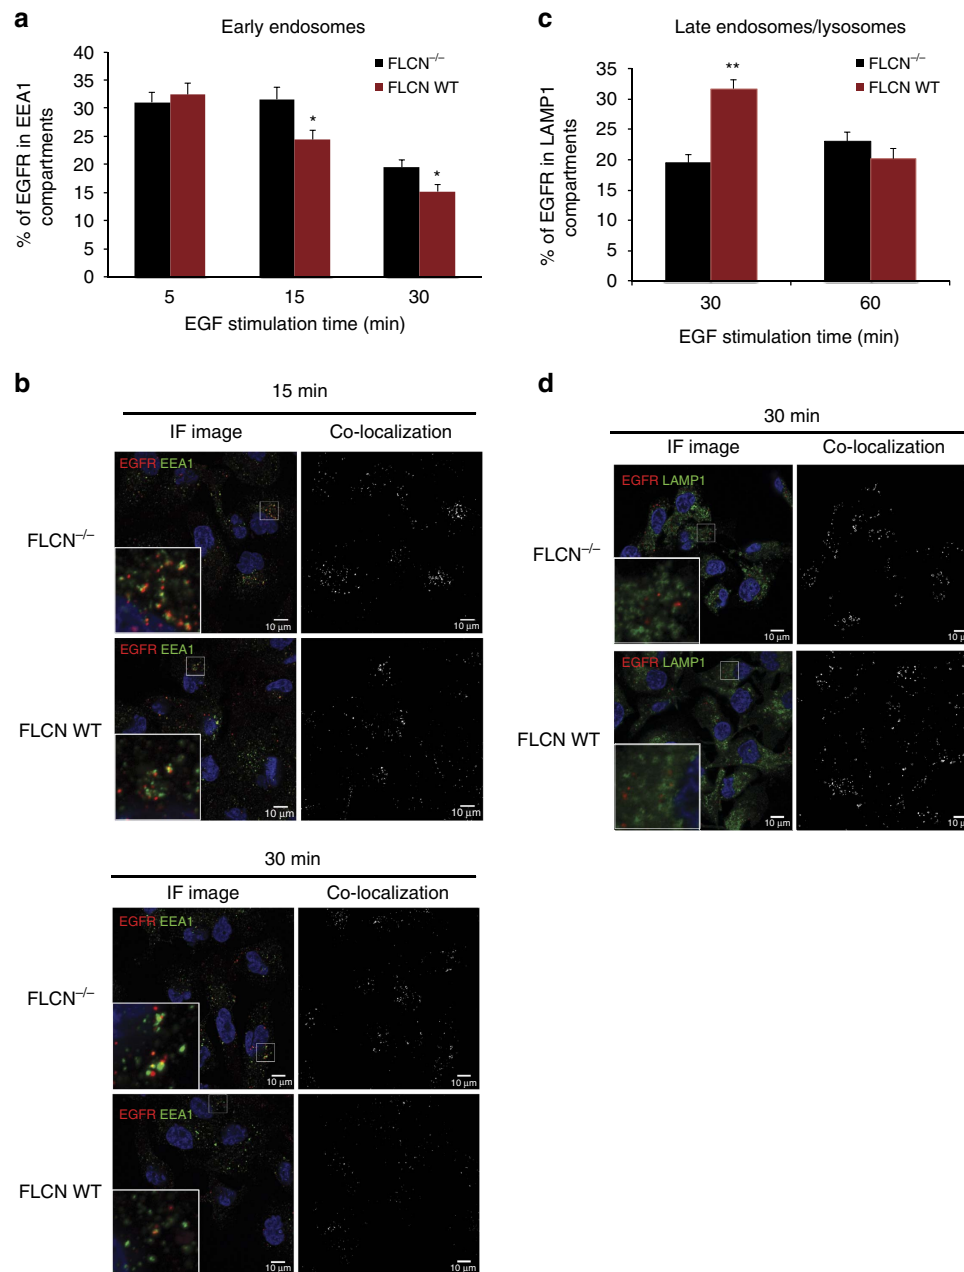 a
Early endosomes
% of EGFR in EEA1
compartments
40
35
30
25
20
15
10
5
0
FLCN–/–
FLCN WT
*
*
5 15 30
EGF stimulation time (min)
c
Late endosomes/lysosomes
% of EGFR in LAMP1
compartments
35
30
25
20
15
10
5
0
**
FLCN–/–
FLCN WT
30 60
EGF stimulation time (min)
b
15 min
IF image Co-localization
FLCN–/–
EGFR EEA1
10 µm
10 µm
FLCN WT
EGFR EEA1
10 µm
10 µm
30 min
IF image Co-localization
FLCN–/–
EGFR EEA1
10 µm
10 µm
FLCN WT
EGFR EEA1
10 µm
10 µm
d
30 min
IF image Co-localization
FLCN–/–
EGFR LAMP1
10 µm
10 µm
FLCN WT
EGFR LAMP1
10 µm
10 µm